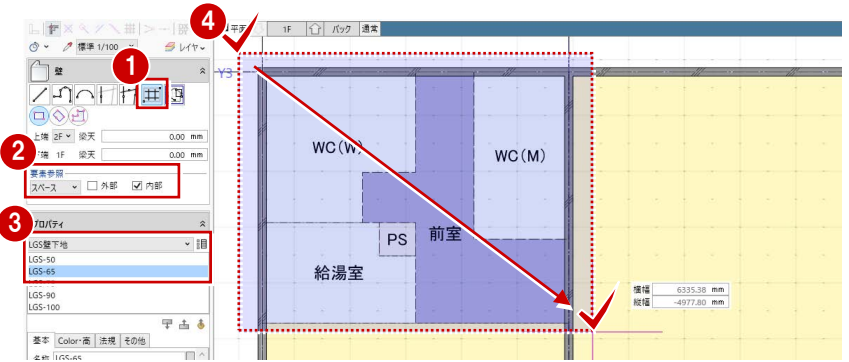 4
平面
1F
バック
通常
標準 1/100
レイヤ
1
壁
Y3
上端 2F 梁天 0.00 mm
2
下端 1F 梁天 0.00 mm
要素参照
スペース 外部 内部
3
プロパティ
LGS壁下地
LGS-50
LGS-65
LGS-90
LGS-100
基本 Color・高 法規 その他
名称 LGS-65
WC(W)
WC(M)
PS
前室
給湯室
横幅 6335.38 mm
縦幅 -4977.80 mm